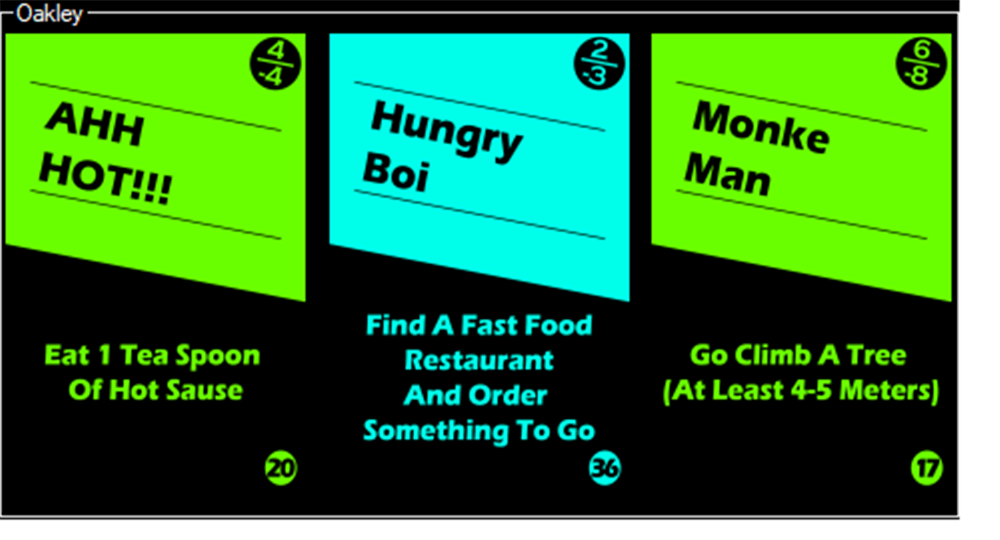 Oakley
4
-4
AHH
HOT!!!
Eat 1 Tea Spoon
Of Hot Sause
20
2
-3
Hungry
Boi
Find A Fast Food
Restaurant
And Order
Something To Go
36
6
-8
Monke
Man
Go Climb A Tree
(At Least 4-5 Meters)
17